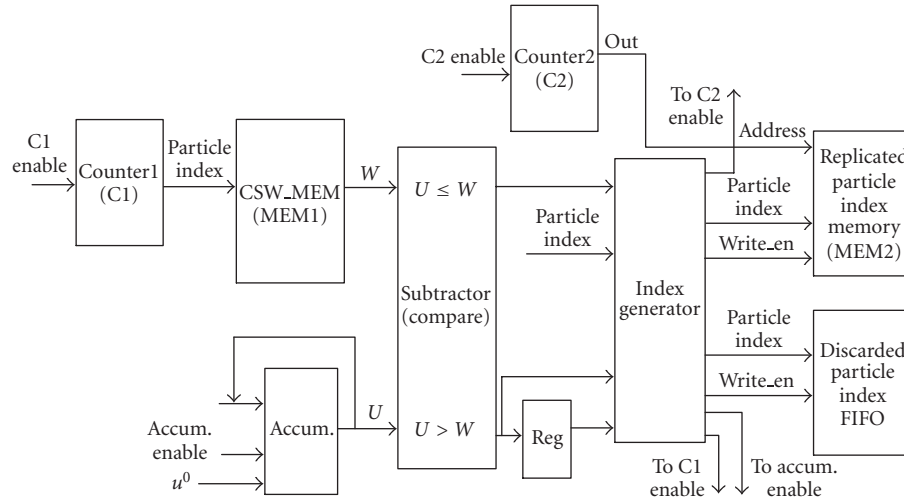 C2 enable
Counter2
(C2)
Out
To C2
enable
Address
C1
enable
Counter1
(C1)
Particle
index
CSW_MEM
(MEM1)
W
U ≤ W
Particle
index
Replicated
particle
index
memory
(MEM2)
Particle
index
Write_en
Subtractor
(compare)
Index
generator
Particle
index
Write_en
Discarded
particle
index
FIFO
Accum.
enable
u⁰
Accum.
U
U > W
Reg
To C1
enable
To accum.
enable